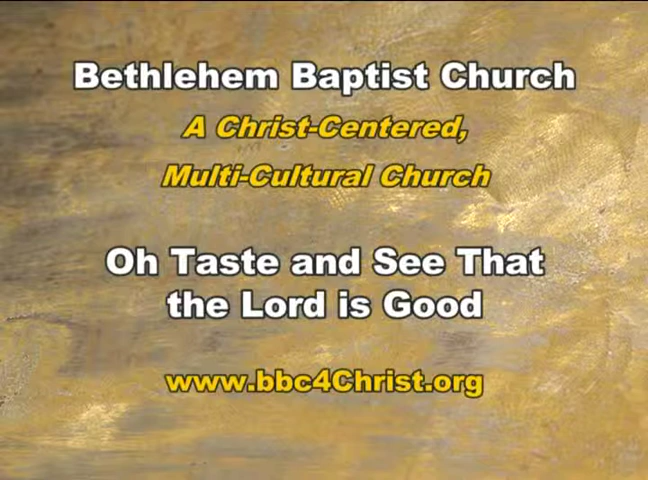 Bethlehem Baptist Church
A Christ-Centered,
Multi-Cultural Church
Oh Taste and See That
the Lord is Good
www.bbc4Christ.org